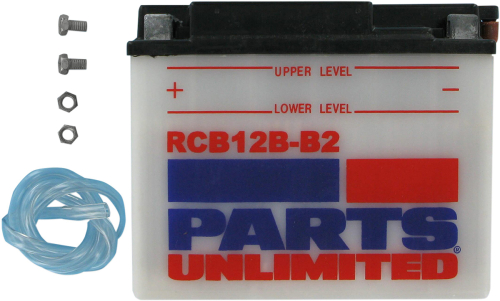 UPPER LEVEL
+ −
LOWER LEVEL
RCB12B-B2
PARTS
UNLIMITED®